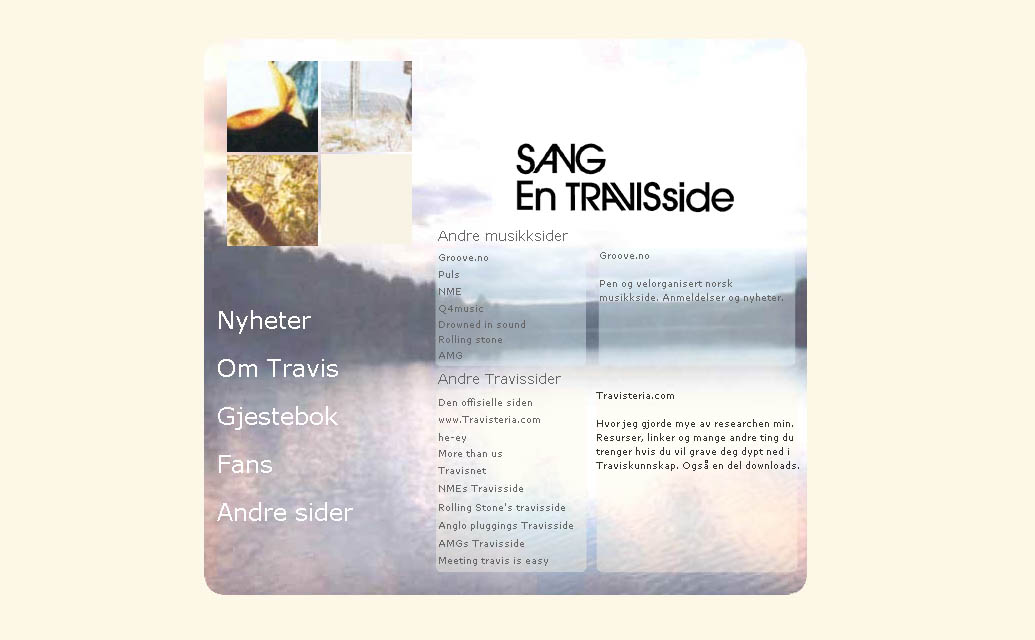 SANG
En TRAVISside
Nyheter
Om Travis
Gjestebok
Fans
Andre sider
Andre musikksider
Groove.no
Puls
NME
Q4music
Drowned in sound
Rolling stone
AMG
Groove.no
Pen og velorganisert norsk
musikkside. Anmeldelser og nyheter.
Andre Travissider
Den offisielle siden
www.Travisteria.com
he-ey
More than us
Travisnet
NMEs Travisside
Rolling Stone's travisside
Anglo pluggings Travisside
AMGs Travisside
Meeting travis is easy
Travisteria.com
Hvor jeg gjorde mye av researchen min.
Resurser, linker og mange andre ting du
trenger hvis du vil grave deg dypt ned i
Traviskunnskap. Også en del downloads.